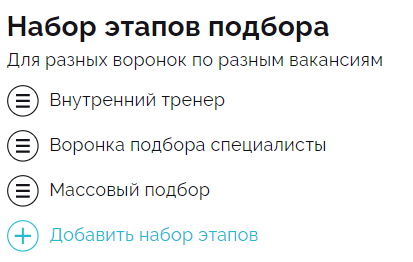 Набор этапов подбора
Для разных воронок по разным вакансиям
Внутренний тренер
Воронка подбора специалисты
Массовый подбор
Добавить набор этапов